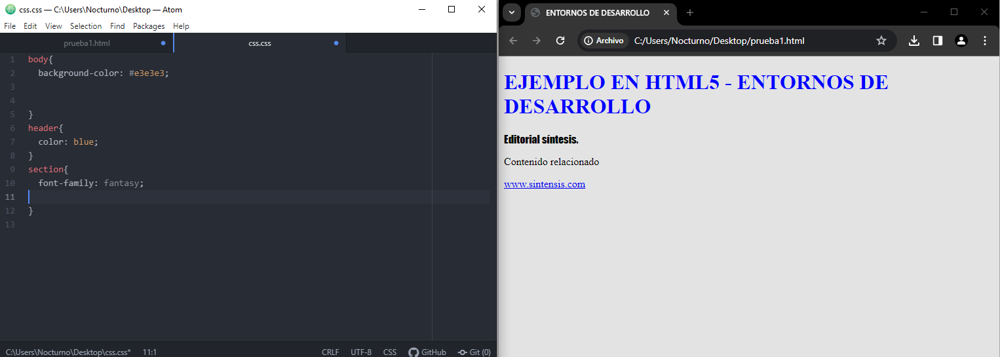 css.css — C:\Users\Nocturno\Desktop — Atom
File Edit View Selection Find Packages Help
prueba1.html
css.css
1 body{
2 background-color: #e3e3e3;
3
4
5 }
6 header{
7 color: blue;
8 }
9 section{
10 font-family: fantasy;
11
12 }
13
C:\Users\Nocturno\Desktop\css.css* 11:1 CRLF UTF-8 CSS GitHub Git (0)
ENTORNOS DE DESARROLLO
Archivo C:/Users/Nocturno/Desktop/prueba1.html
EJEMPLO EN HTML5 - ENTORNOS DE
DESARROLLO
Editorial síntesis.
Contenido relacionado
www.sintensis.com